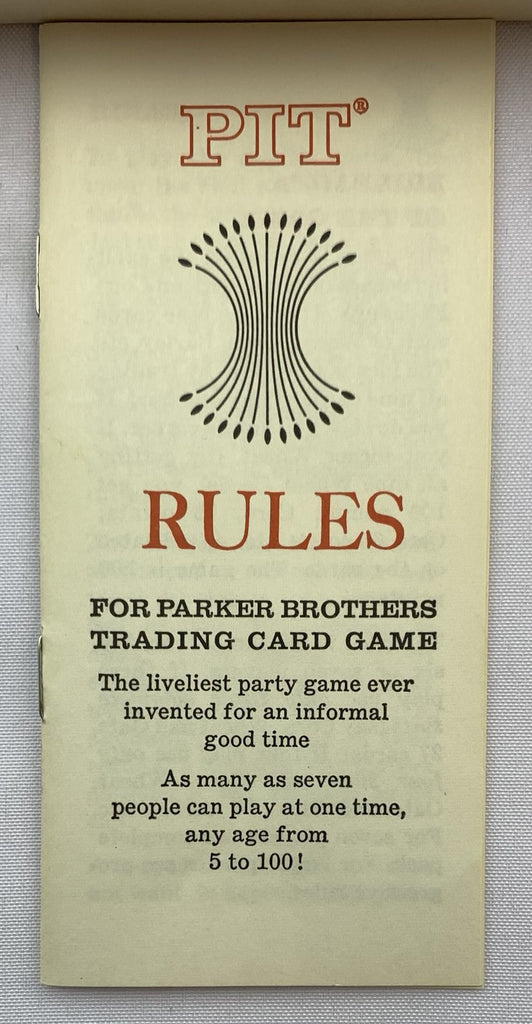 PIT®
RULES
FOR PARKER BROTHERS
TRADING CARD GAME
The liveliest party game ever
invented for an informal
good time
As many as seven
people can play at one time,
any age from
5 to 100!